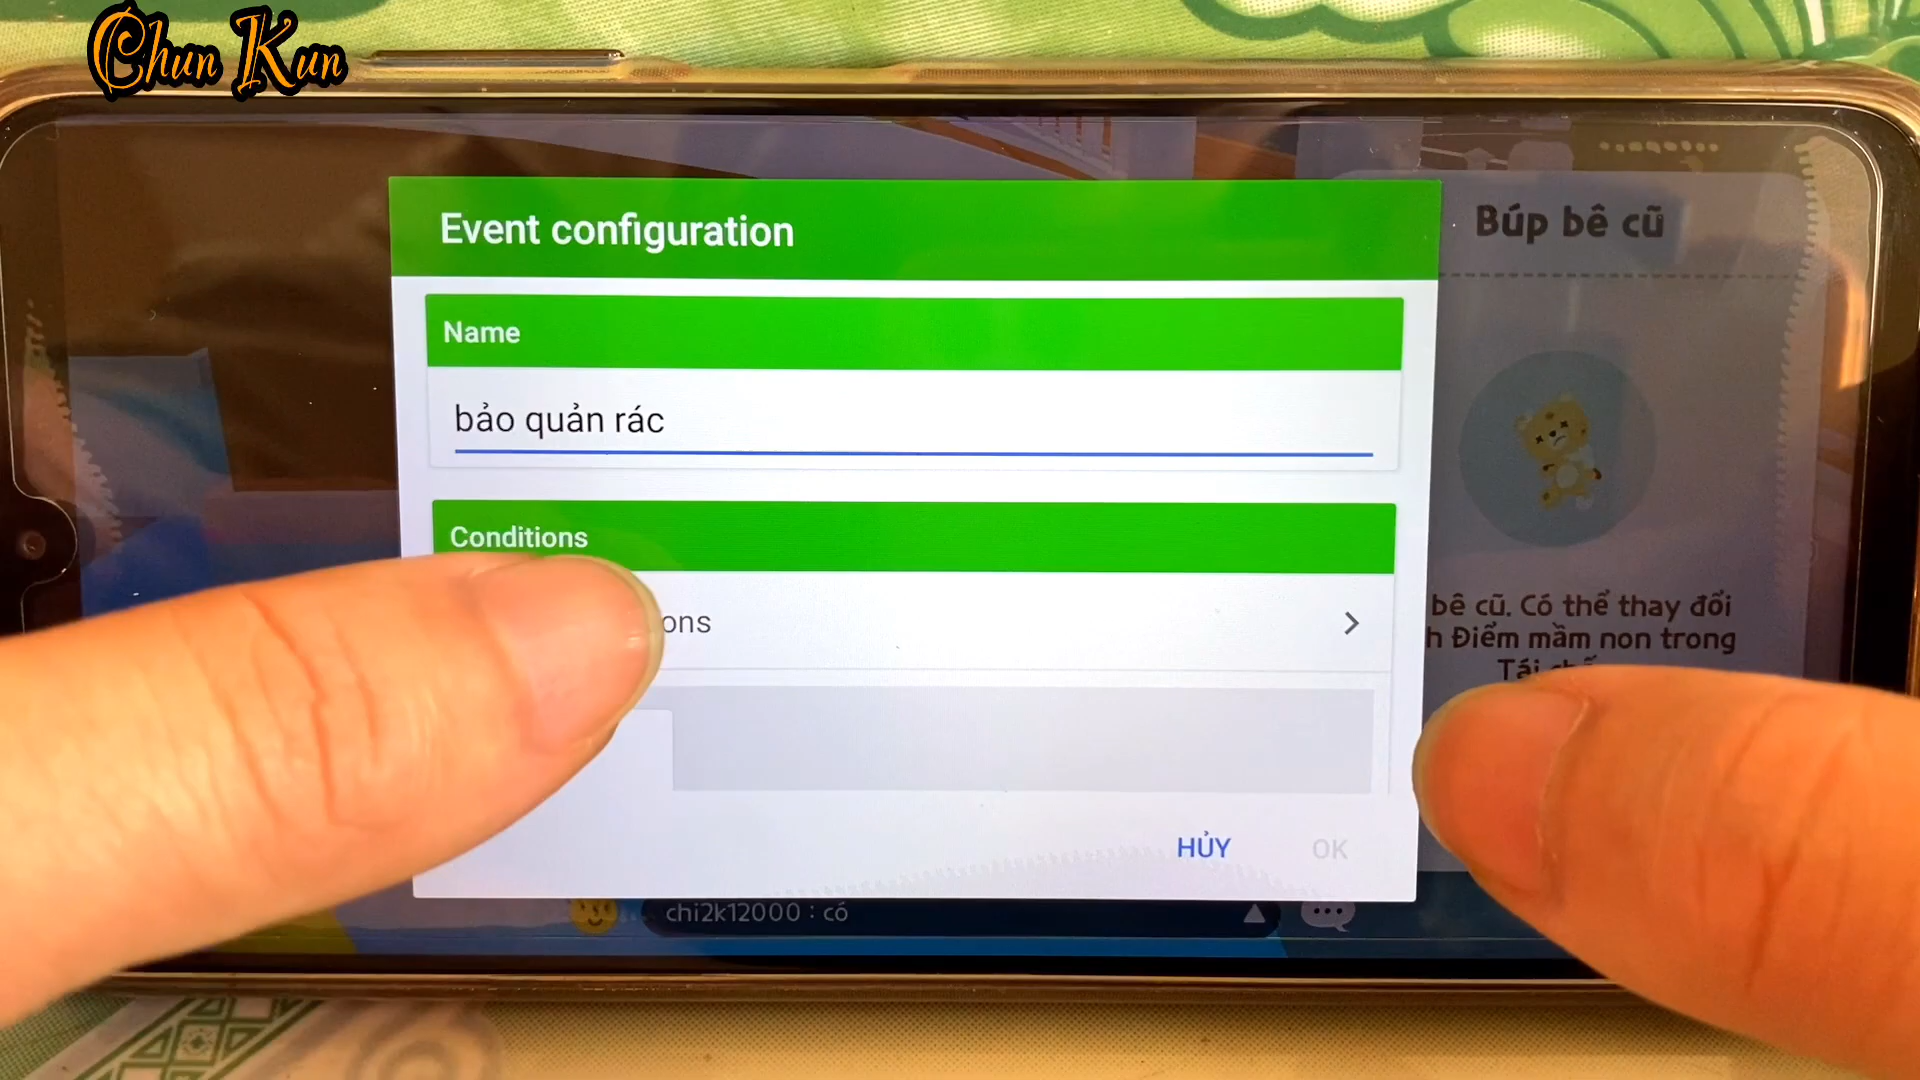 Chun Kun
Event configuration
Búp bê cũ
Name
bảo quản rác
Conditions
ons
bê cũ. Có thể thay đổi
h Điểm mầm non trong
HỦY
OK
chi2k12000 : có